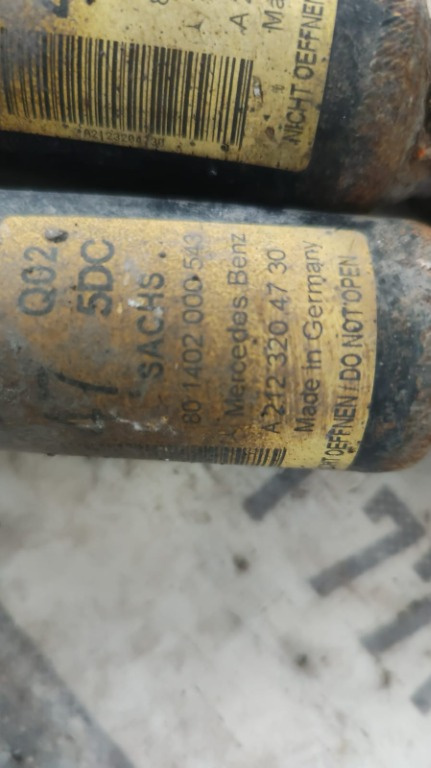 NICHT OEFFNEN
Q02
5DC
SACHS
80 1402 000 543
Mercedes Benz
A 212 320 47 30
Made in Germany
OEFFNEN / DO NOT OPEN